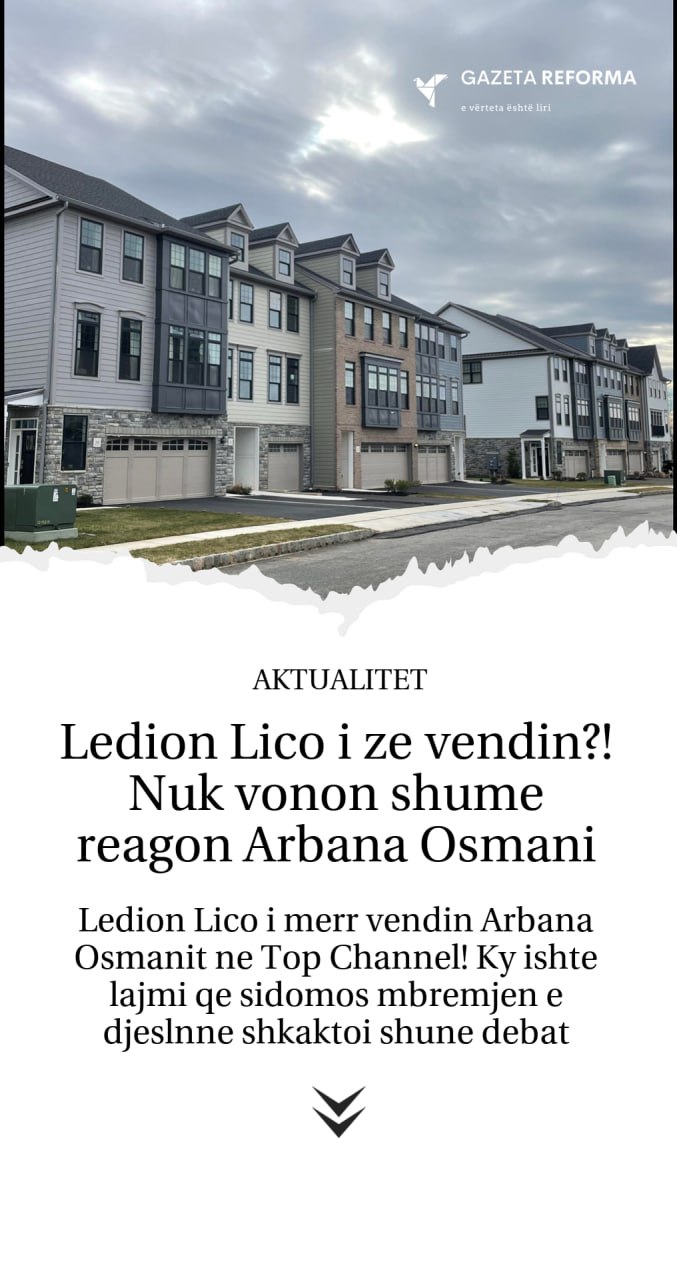 GAZETA REFORMA
e vërteta është liri
AKTUALITET
Ledion Lico i ze vendin?!
Nuk vonon shume
reagon Arbana Osmani
Ledion Lico i merr vendin Arbana
Osmanit ne Top Channel! Ky ishte
lajmi qe sidomos mbremjen e
djeslnne shkaktoi shune debat